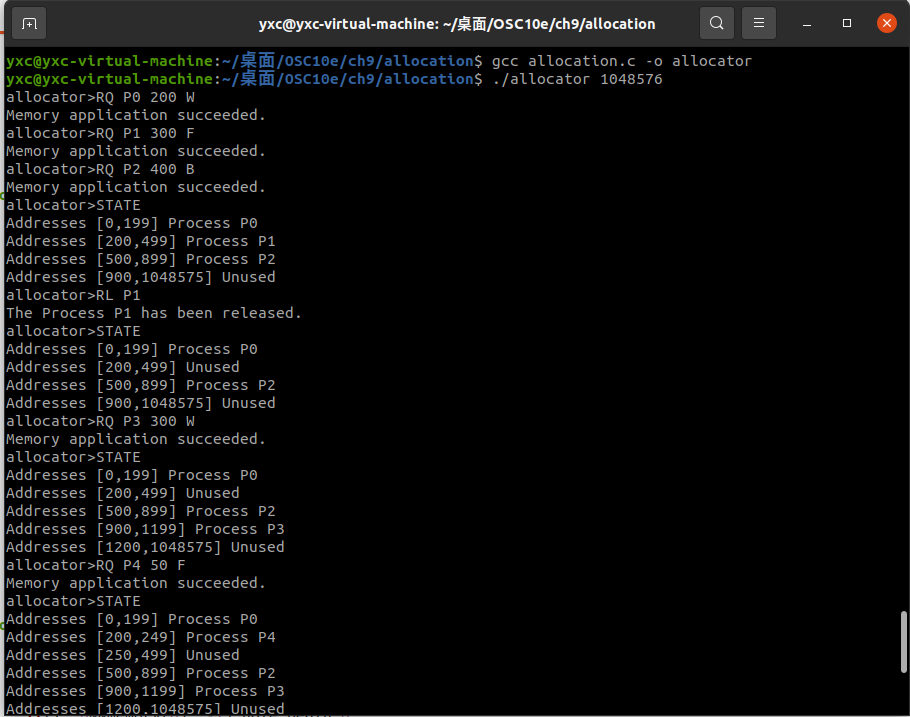 yxc@yxc-virtual-machine: ~/桌面/OSC10e/ch9/allocation
yxc@yxc-virtual-machine:~/桌面/OSC10e/ch9/allocation$ gcc allocation.c -o allocator
yxc@yxc-virtual-machine:~/桌面/OSC10e/ch9/allocation$ ./allocator 1048576
allocator>RQ P0 200 W
Memory application succeeded.
allocator>RQ P1 300 F
Memory application succeeded.
allocator>RQ P2 400 B
Memory application succeeded.
allocator>STATE
Addresses [0,199] Process P0
Addresses [200,499] Process P1
Addresses [500,899] Process P2
Addresses [900,1048575] Unused
allocator>RL P1
The Process P1 has been released.
allocator>STATE
Addresses [0,199] Process P0
Addresses [200,499] Unused
Addresses [500,899] Process P2
Addresses [900,1048575] Unused
allocator>RQ P3 300 W
Memory application succeeded.
allocator>STATE
Addresses [0,199] Process P0
Addresses [200,499] Unused
Addresses [500,899] Process P2
Addresses [900,1199] Process P3
Addresses [1200,1048575] Unused
allocator>RQ P4 50 F
Memory application succeeded.
allocator>STATE
Addresses [0,199] Process P0
Addresses [200,249] Process P4
Addresses [250,499] Unused
Addresses [500,899] Process P2
Addresses [900,1199] Process P3
Addresses [1200,1048575] Unused